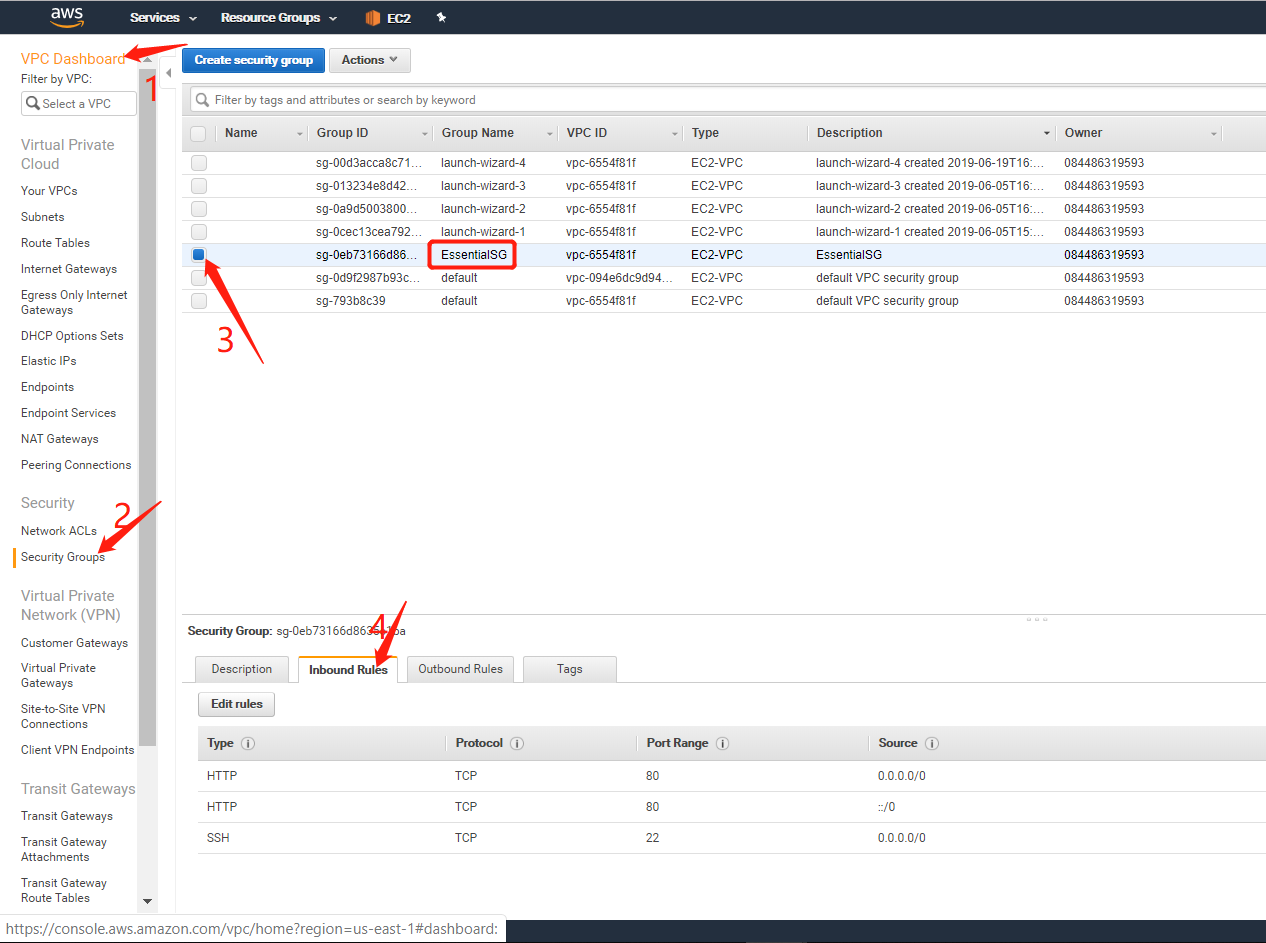 aws Services Resource Groups EC2
VPC Dashboard
1
Filter by VPC:
Select a VPC
Virtual Private
Cloud
Your VPCs
Subnets
Route Tables
Internet Gateways
Egress Only Internet
Gateways
DHCP Options Sets
Elastic IPs
Endpoints
Endpoint Services
NAT Gateways
Peering Connections
Security
2
Network ACLs
Security Groups
Virtual Private
Network (VPN)
Customer Gateways
Virtual Private
Gateways
Site-to-Site VPN
Connections
Client VPN Endpoints
Transit Gateways
Transit Gateways
Transit Gateway
Attachments
Transit Gateway
Route Tables
Create security group Actions
Filter by tags and attributes or search by keyword
Name Group ID Group Name VPC ID Type Description Owner
sg-00d3acca8c71... launch-wizard-4 vpc-6554f81f EC2-VPC launch-wizard-4 created 2019-06-19T16:... 084486319593
sg-013234e8d42... launch-wizard-3 vpc-6554f81f EC2-VPC launch-wizard-3 created 2019-06-05T16:... 084486319593
sg-0a9d5003800... launch-wizard-2 vpc-6554f81f EC2-VPC launch-wizard-2 created 2019-06-05T16:... 084486319593
sg-0cec13cea792... launch-wizard-1 vpc-6554f81f EC2-VPC launch-wizard-1 created 2019-06-05T15:... 084486319593
sg-0eb73166d86... EssentialSG vpc-6554f81f EC2-VPC EssentialSG 084486319593
sg-0d9f2987b93c... default vpc-094e6dc9d94... EC2-VPC default VPC security group 084486319593
sg-793b8c39 default vpc-6554f81f EC2-VPC default VPC security group 084486319593
3
Security Group:
4
Description Inbound Rules Outbound Rules Tags
Edit rules
Type Protocol Port Range Source
HTTP TCP 80 0.0.0.0/0
HTTP TCP 80 ::/0
SSH TCP 22 0.0.0.0/0
https://console.aws.amazon.com/vpc/home?region=us-east-1#dashboard: